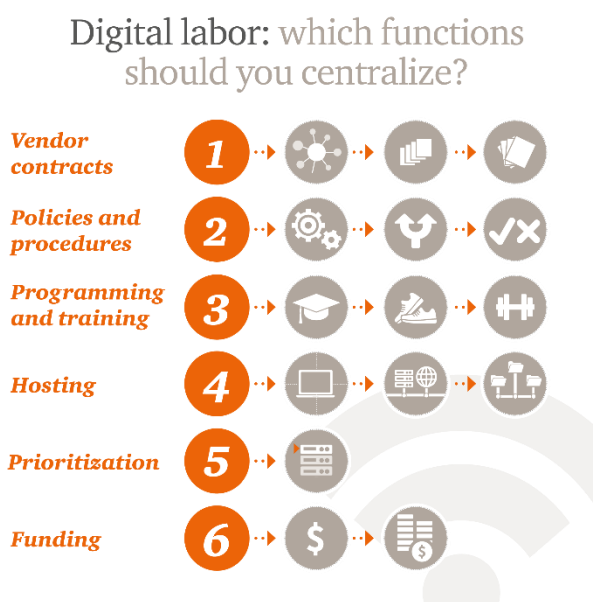 Digital labor: which functions
should you centralize?
Vendor
contracts
1
Policies and
procedures
2
Programming
and training
3
Hosting
4
Prioritization
5
Funding
6
$
$